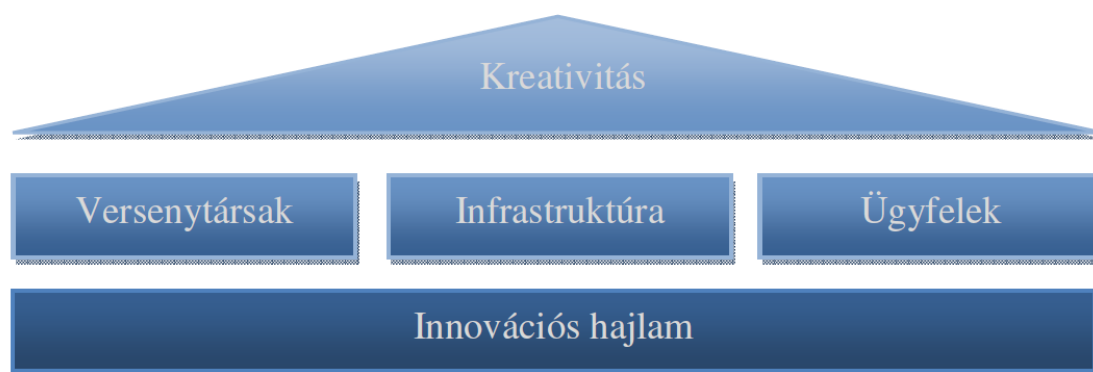 Kreativitás
Versenytársak
Infrastruktúra
Ügyfelek
Innovációs hajlam